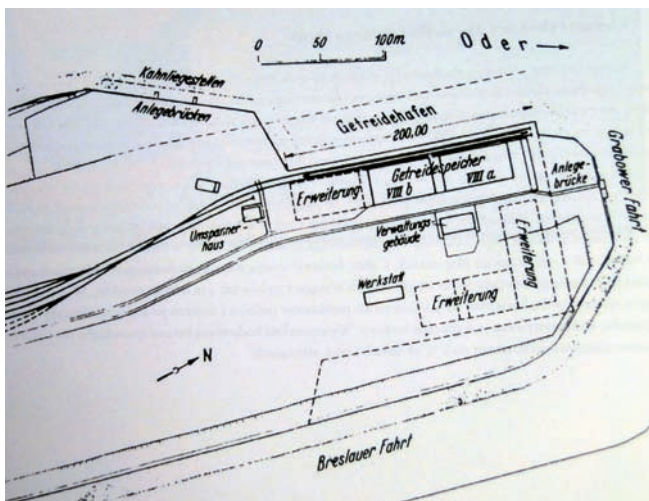 0 50 100m
Oder
Kahnliegestellen
Anlegebrücken
Getreidehafen
200,00
Grabower Fahrt
Getreidespeicher
VIII b VIII a
Erweiterung
Anlege-
brücke
Umspanner
haus
Verwaltungs
gebäude
Erweiterung
Werkstatt
Erweiterung
N
Breslauer Fahrt